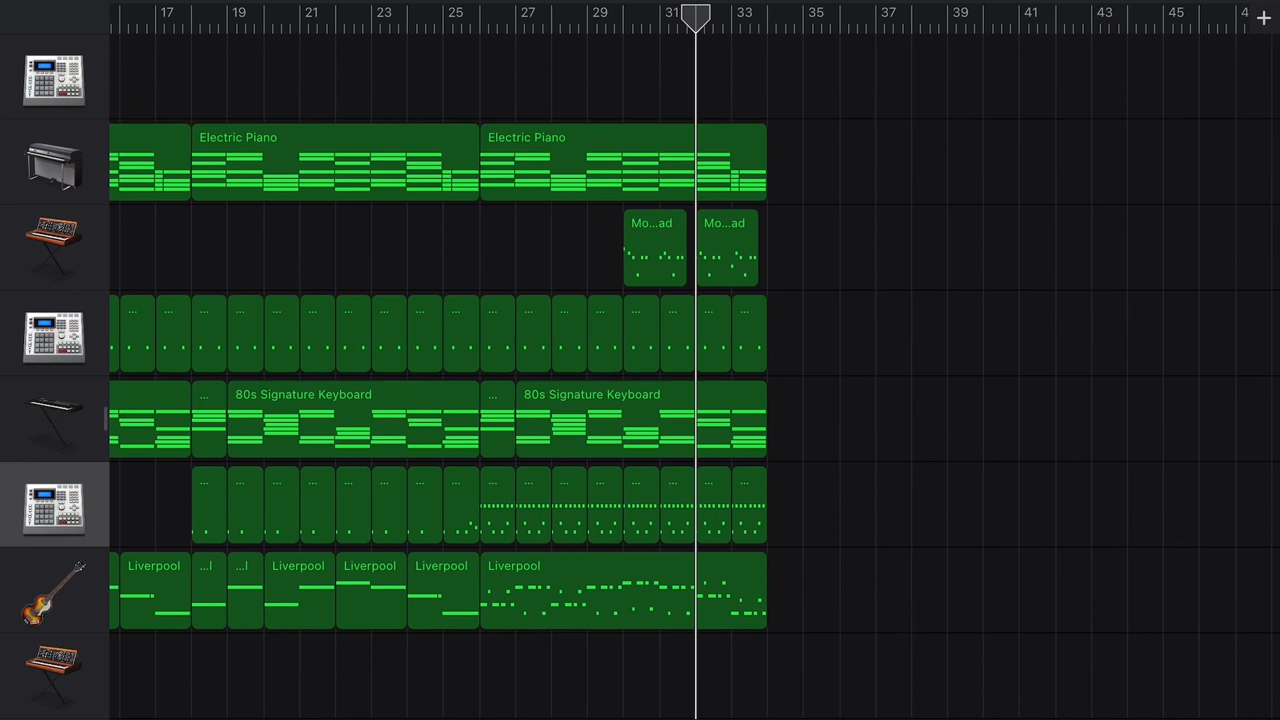 17 19 21 23 25 27 29 31 33 35 37 39 41 43 45 4 +
Electric Piano Electric Piano
Mo...ad Mo...ad
... ... ... ... ... ... ... ... ... ... ... ... ... ... ... ... ... ...
... 80s Signature Keyboard ... 80s Signature Keyboard
... ... ... ... ... ... ... ... ... ... ... ... ... ... ... ...
Liverpool ...l ...l Liverpool Liverpool Liverpool Liverpool